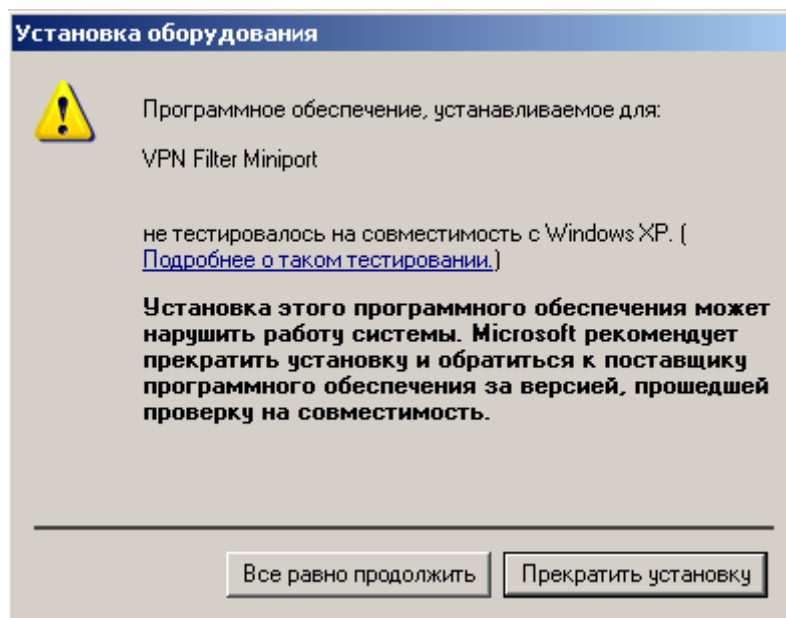 Установка оборудования
Программное обеспечение, устанавливаемое для:
VPN Filter Miniport
не тестировалось на совместимость с Windows XP. (
Подробнее о таком тестировании.)
Установка этого программного обеспечения может
нарушить работу системы. Microsoft рекомендует
прекратить установку и обратиться к поставщику
программного обеспечения за версией, прошедшей
проверку на совместимость.
Все равно продолжить
Прекратить установку